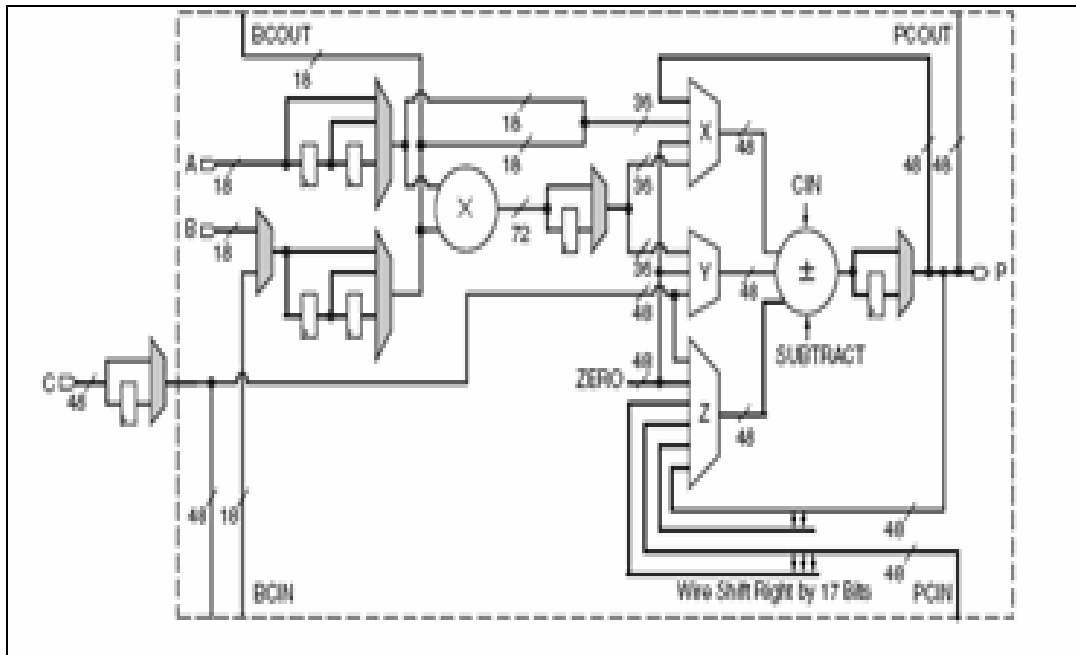 BCOUT
PCOUT
18
36
18
X
48
18
A
18
36
48
48
CIN
X
B
18
72
36
Y
48
±
P
48
SUBTRACT
48
ZERO
C
48
Z
48
48
18
48
48
Wire Shift Right by 17 Bits
BCIN
PCIN